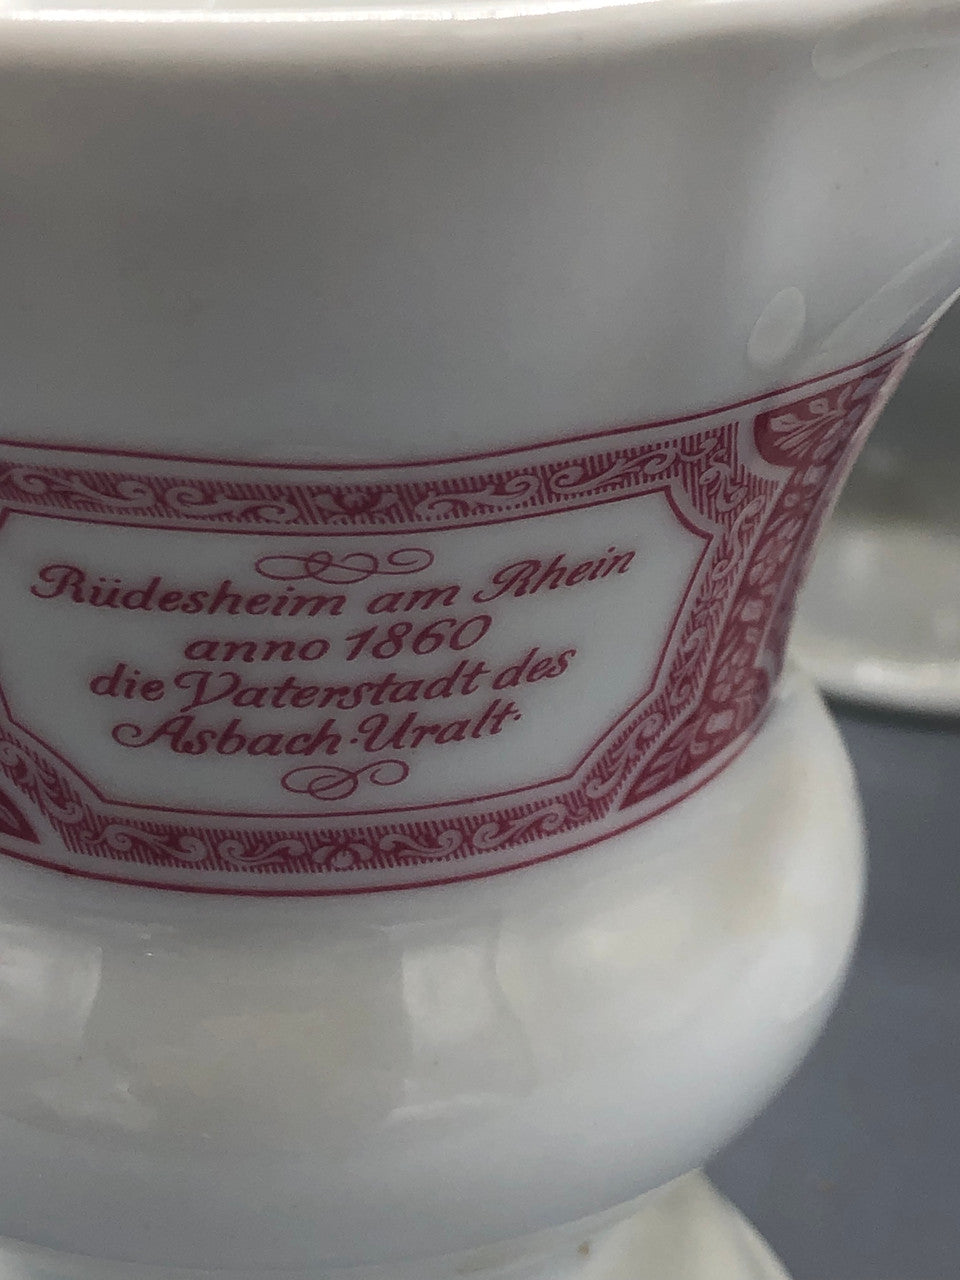 Rüdesheim am Rhein
anno 1860
die Vaterstadt des
Asbach·Uralt·